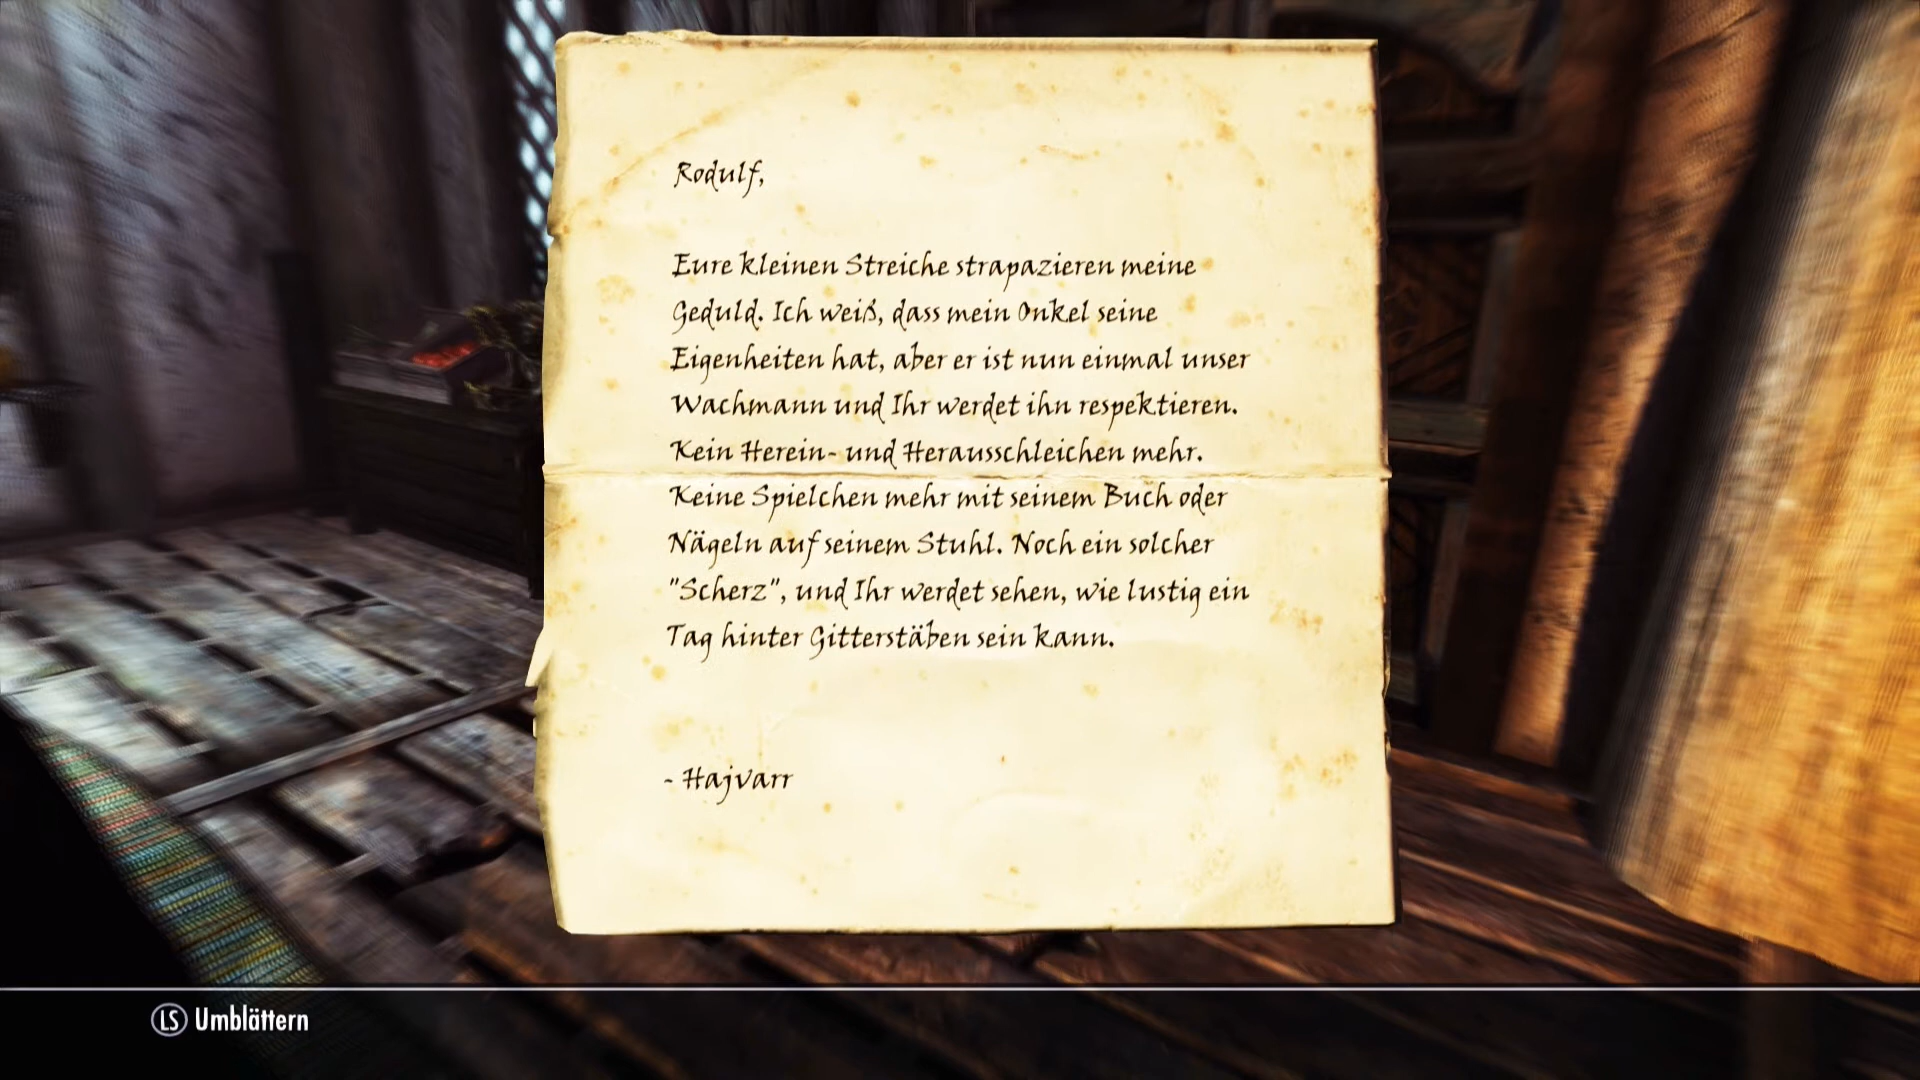 Rodulf,
Eure kleinen Streiche strapazieren meine
Geduld. Ich weiß, dass mein Onkel seine
Eigenheiten hat, aber er ist nun einmal unser
Wachmann und Ihr werdet ihn respektieren.
Kein Herein- und Herausschleichen mehr.
Keine Spielchen mehr mit seinem Buch oder
Nägeln auf seinem Stuhl. Noch ein solcher
"Scherz", und Ihr werdet sehen, wie lustig ein
Tag hinter Gitterstäben sein kann.
- Hajvarr
LS Umblättern